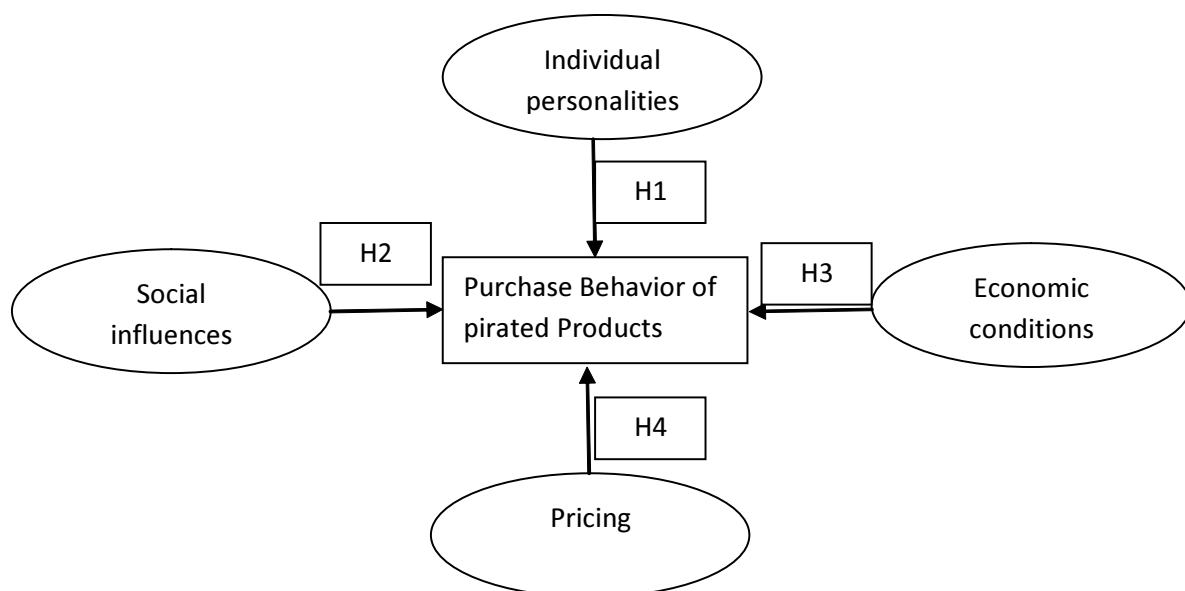 Individual
personalities
H1
H2
Social
influences
Purchase Behavior of
pirated Products
H3
Economic
conditions
H4
Pricing